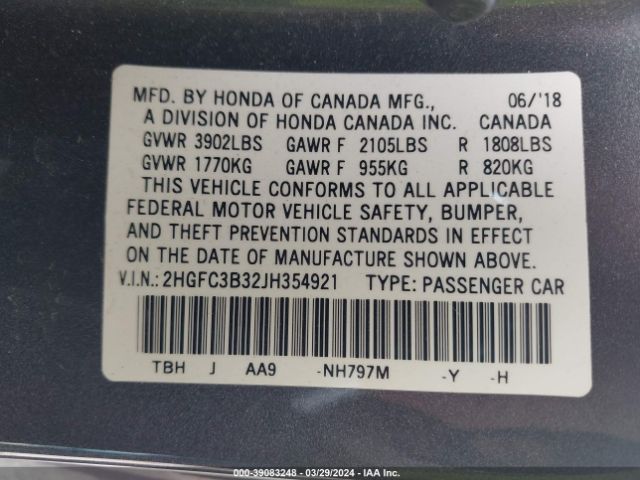 MFD. BY HONDA OF CANADA MFG., 06/'18
A DIVISION OF HONDA CANADA INC. CANADA
GVWR 3902LBS GAWR F 2105LBS R 1808LBS
GVWR 1770KG GAWR F 955KG R 820KG
THIS VEHICLE CONFORMS TO ALL APPLICABLE
FEDERAL MOTOR VEHICLE SAFETY, BUMPER,
AND THEFT PREVENTION STANDARDS IN EFFECT
ON THE DATE OF MANUFACTURE SHOWN ABOVE.
V.I.N.: 2HGFC3B32JH354921 TYPE: PASSENGER CAR
TBH J AA9 -NH797M -Y -H
000-39083248 - 03/29/2024 - IAA Inc.